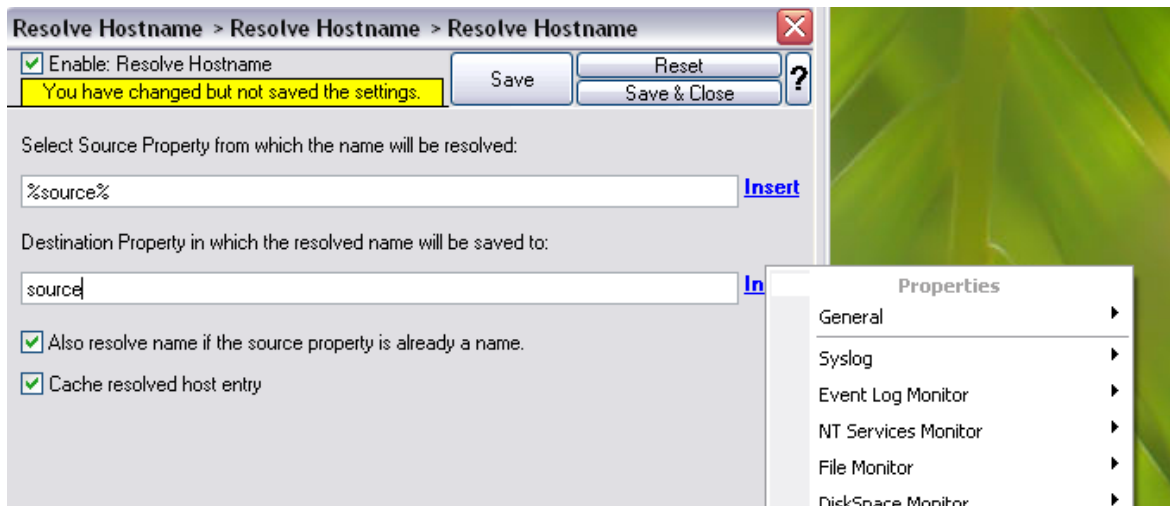 Resolve Hostname > Resolve Hostname > Resolve Hostname
Enable: Resolve Hostname
You have changed but not saved the settings.
Save
Reset
Save & Close
?
Select Source Property from which the name will be resolved:
%source%
Insert
Destination Property in which the resolved name will be saved to:
source
In
Properties
General
Also resolve name if the source property is already a name.
Syslog
Cache resolved host entry
Event Log Monitor
NT Services Monitor
File Monitor
DiskSpace Monitor